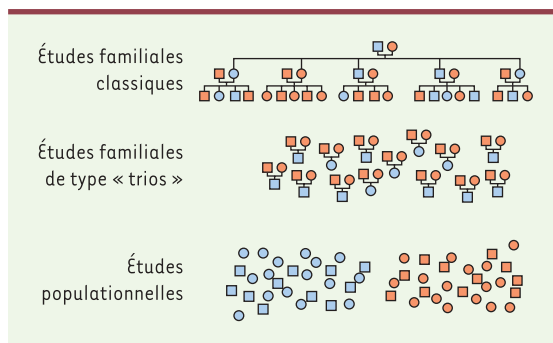 Études familiales
classiques
Études familiales
de type « trios »
Études
populationnelles